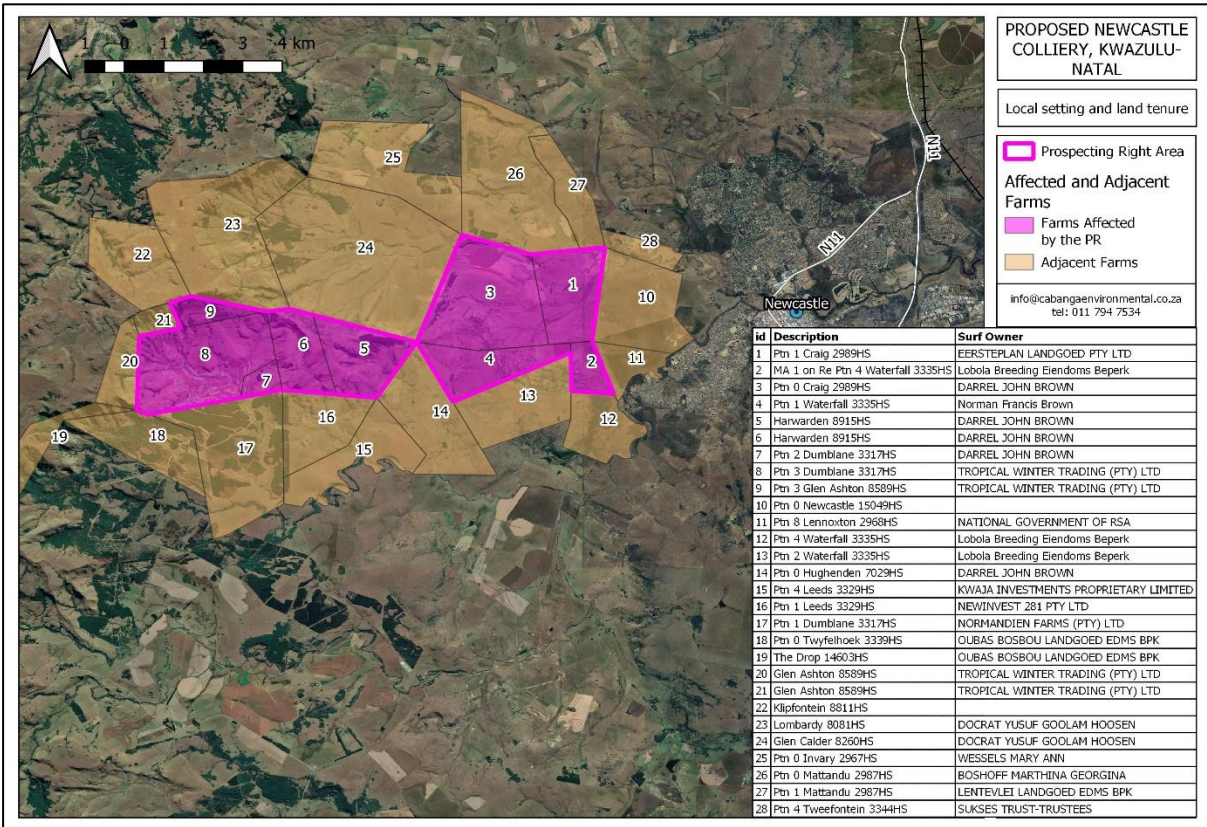 1 0 1 2 3 4 km
PROPOSED NEWCASTLE
COLLIERY, KWAZULU-
NATAL
Local setting and land tenure
Prospecting Right Area
Affected and Adjacent
Farms
Farms Affected
by the PR
Adjacent Farms
info@cabangaenvironmental.co.za
tel: 011 794 7534
N11
N11
Newcastle
25
26
27
23
28
22
24
3
1
10
9
21
6
5
2
11
20
8
4
7
13
14
16
12
19
18
17
15
id Description Surf Owner
1 Ptn 1 Craig 2989HS EERSTEPLAN LANDGOED PTY LTD
2 MA 1 on Re Ptn 4 Waterfall 3335HS Lobola Breeding Eiendoms Beperk
3 Ptn 0 Craig 2989HS DARREL JOHN BROWN
4 Ptn 1 Waterfall 3335HS Norman Francis Brown
5 Harwarden 8915HS DARREL JOHN BROWN
6 Harwarden 8915HS DARREL JOHN BROWN
7 Ptn 2 Dumblane 3317HS DARREL JOHN BROWN
8 Ptn 3 Dumblane 3317HS TROPICAL WINTER TRADING (PTY) LTD
9 Ptn 3 Glen Ashton 8589HS TROPICAL WINTER TRADING (PTY) LTD
10 Ptn 0 Newcastle 15049HS
11 Ptn 8 Lennoxton 2968HS NATIONAL GOVERNMENT OF RSA
12 Ptn 4 Waterfall 3335HS Lobola Breeding Eiendoms Beperk
13 Ptn 2 Waterfall 3335HS Lobola Breeding Eiendoms Beperk
14 Ptn 0 Hughenden 7029HS DARREL JOHN BROWN
15 Ptn 4 Leeds 3329HS KWAJA INVESTMENTS PROPRIETARY LIMITED
16 Ptn 1 Leeds 3329HS NEWINVEST 281 PTY LTD
17 Ptn 1 Dumblane 3317HS NORMANDIEN FARMS (PTY) LTD
18 Ptn 0 Twyfelhoek 3339HS OUBAS BOSBOU LANDGOED EDMS BPK
19 The Drop 14603HS OUBAS BOSBOU LANDGOED EDMS BPK
20 Glen Ashton 8589HS TROPICAL WINTER TRADING (PTY) LTD
21 Glen Ashton 8589HS TROPICAL WINTER TRADING (PTY) LTD
22 Klipfontein 8811HS
23 Lombardy 8081HS DOCRAT YUSUF GOOLAM HOOSEN
24 Glen Calder 8260HS DOCRAT YUSUF GOOLAM HOOSEN
25 Ptn 0 Invary 2967HS WESSELS MARY ANN
26 Ptn 0 Mattandu 2987HS BOSHOFF MARTHINA GEORGINA
27 Ptn 1 Mattandu 2987HS LENTEVLEI LANDGOED EDMS BPK
28 Ptn 4 Tweefontein 3344HS SUKSES TRUST-TRUSTEES